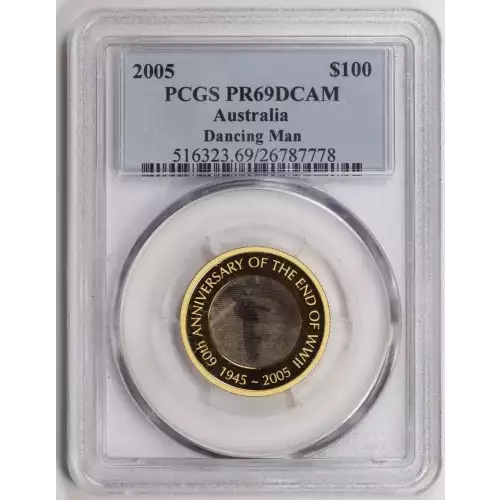 2005 $100
PCGS PR69DCAM
Australia
Dancing Man
516323.69/26787778
60th ANNIVERSARY OF THE END OF WWII
1945 ~ 2005